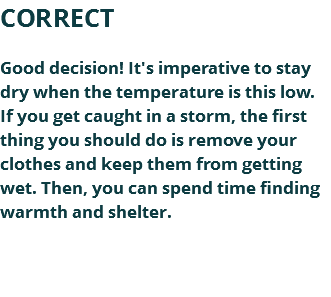 CORRECT
Good decision! It's imperative to stay
dry when the temperature is this low.
If you get caught in a storm, the first
thing you should do is remove your
clothes and keep them from getting
wet. Then, you can spend time finding
warmth and shelter.